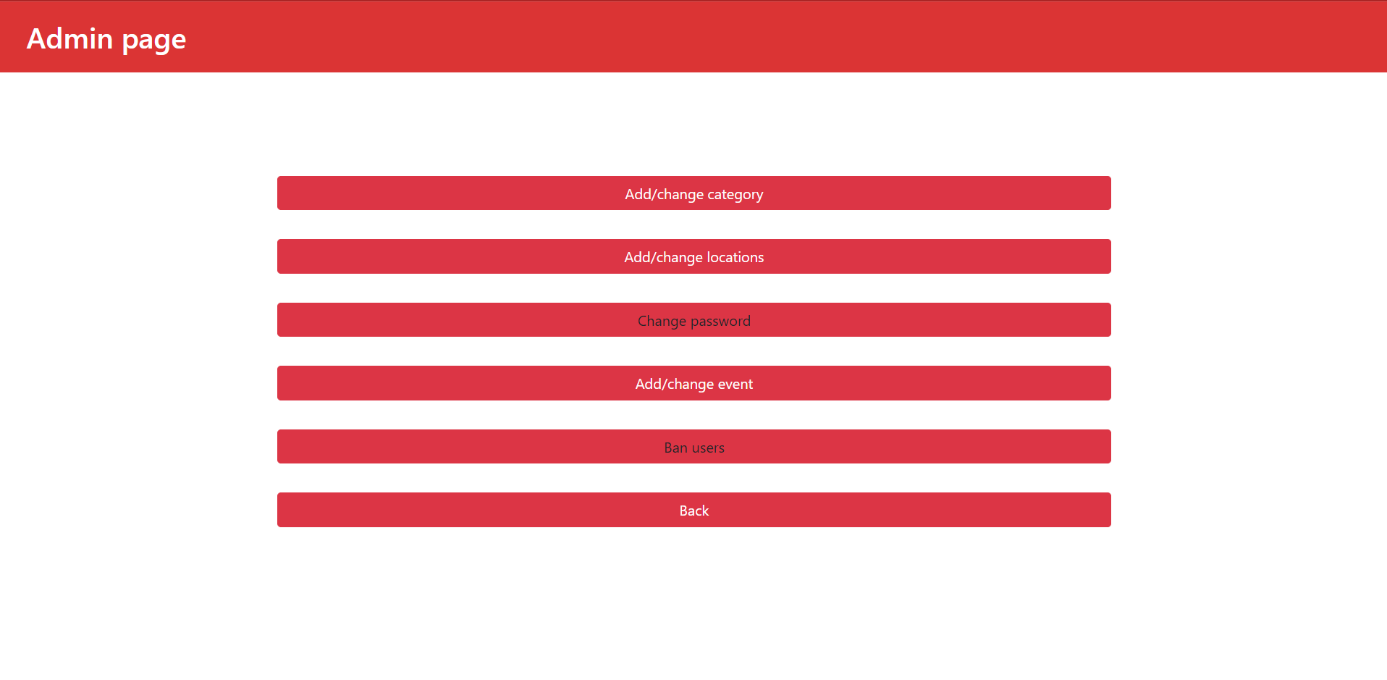 Admin page
Add/change category
Add/change locations
Change password
Add/change event
Ban users
Back